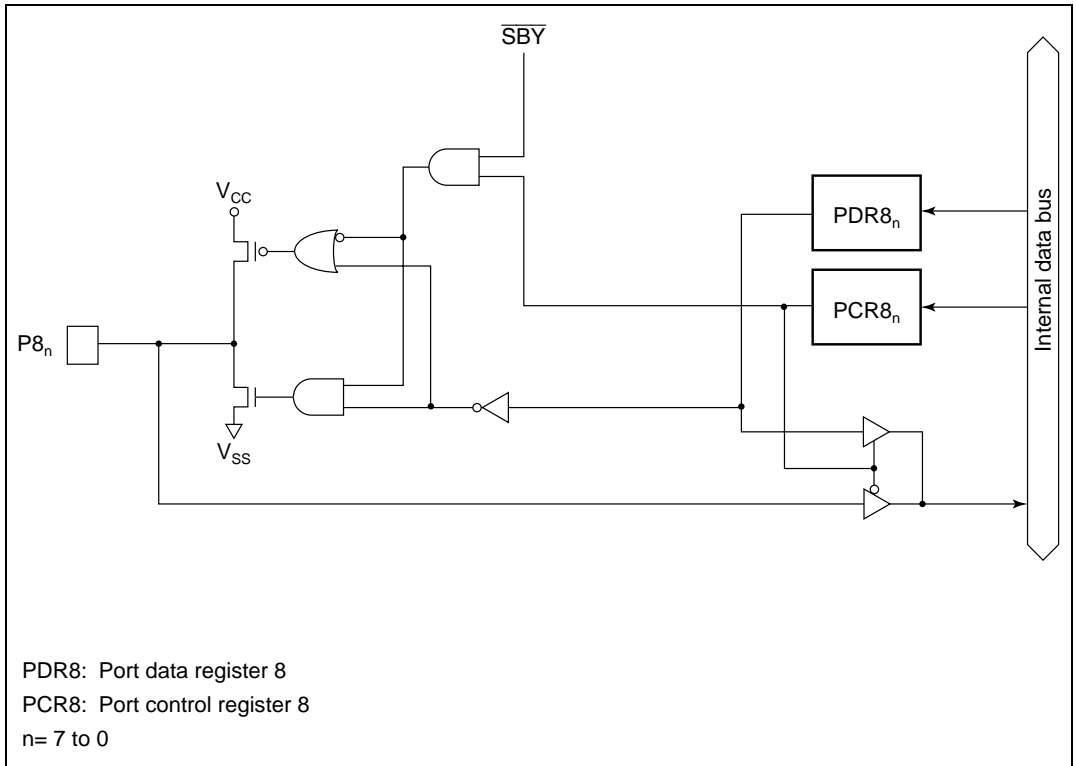 SBY
VCC
PDR8n
PCR8n
Internal data bus
P8n
VSS
PDR8: Port data register 8
PCR8: Port control register 8
n= 7 to 0